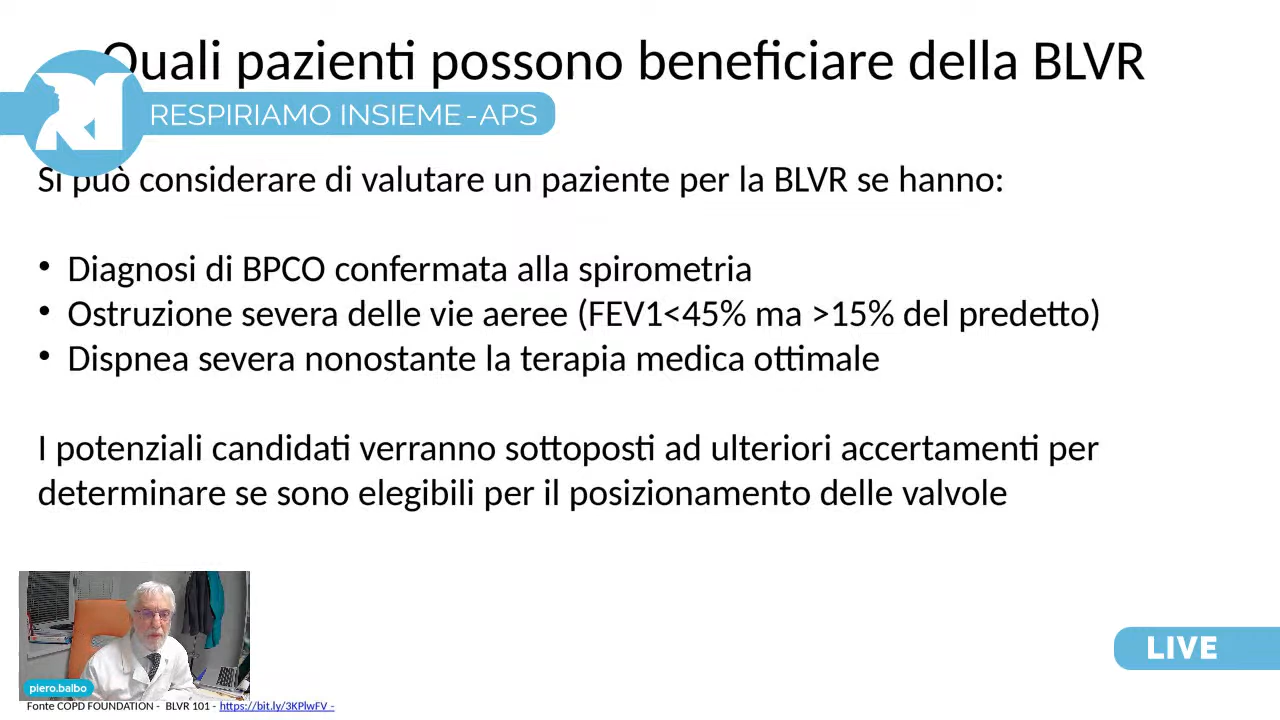 Quali pazienti possono beneficiare della BLVR
RESPIRIAMO INSIEME-APS
Si può considerare di valutare un paziente per la BLVR se hanno:
• Diagnosi di BPCO confermata alla spirometria
• Ostruzione severa delle vie aeree (FEV1<45% ma >15% del predetto)
• Dispnea severa nonostante la terapia medica ottimale
I potenziali candidati verranno sottoposti ad ulteriori accertamenti per
determinare se sono elegibili per il posizionamento delle valvole
LIVE
piero.balbo
Fonte COPD FOUNDATION - BLVR 101 - https://bit.ly/3KPlwFV -